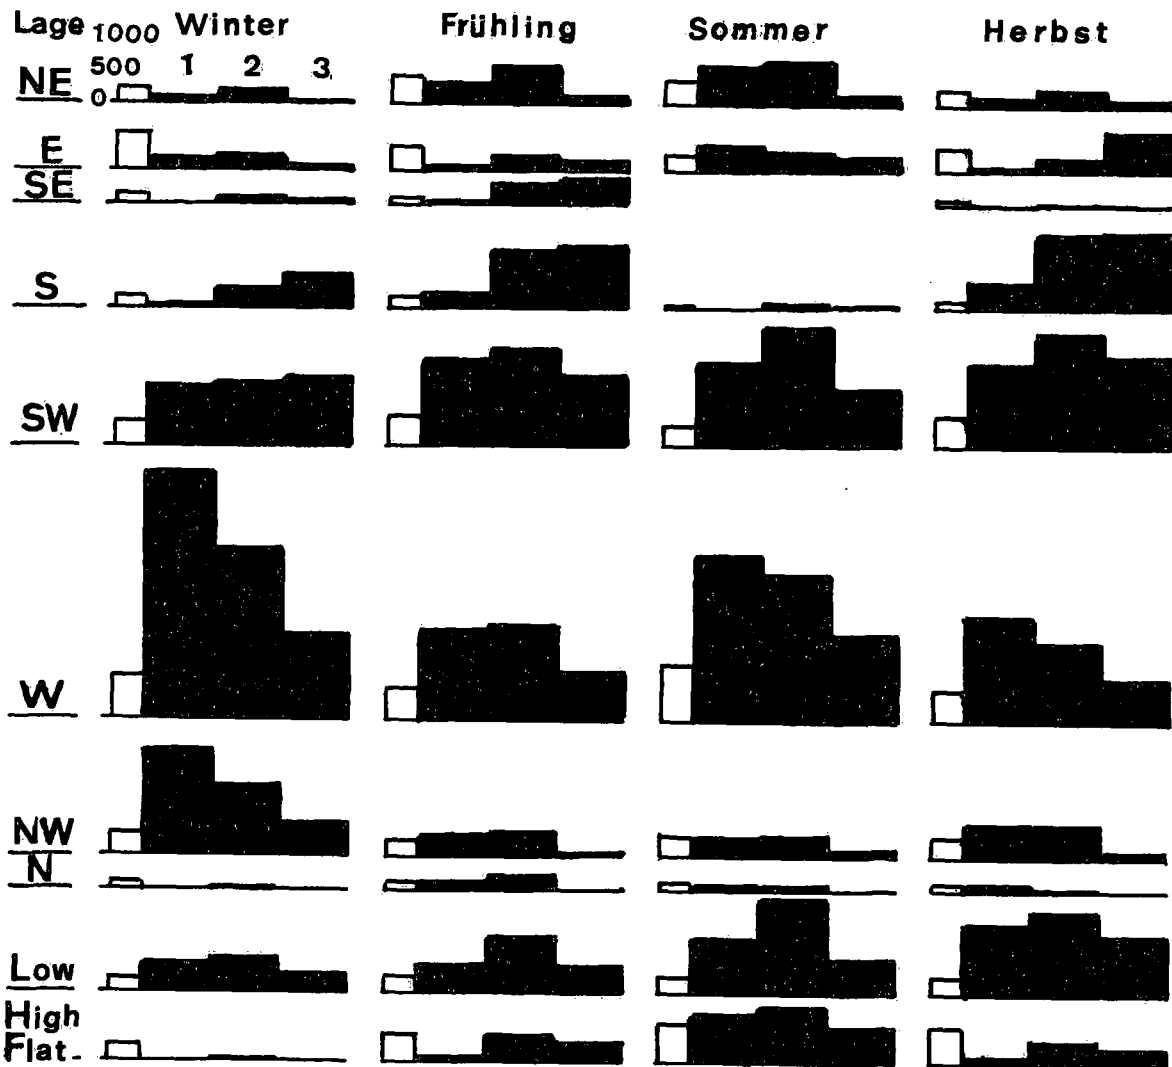 Lage 1000 Winter Frühling Sommer Herbst
500 1 2 3
NE 0
E
SE
S
SW
W
NW
N
Low
High
Flat-